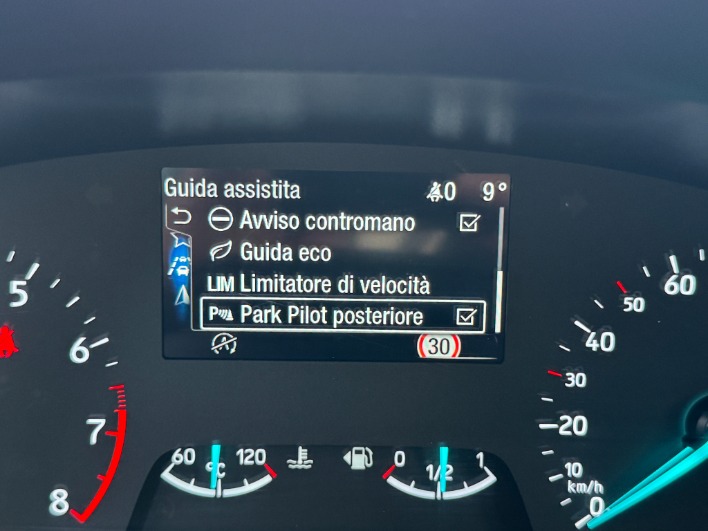 Guida assistita 0 9°
Avviso contromano
Guida eco
LIM Limitatore di velocità
P Park Pilot posteriore
A 30
5
6
7
8
60 °C 120
0 1/2 1
60
50
40
30
20
10
km/h
0